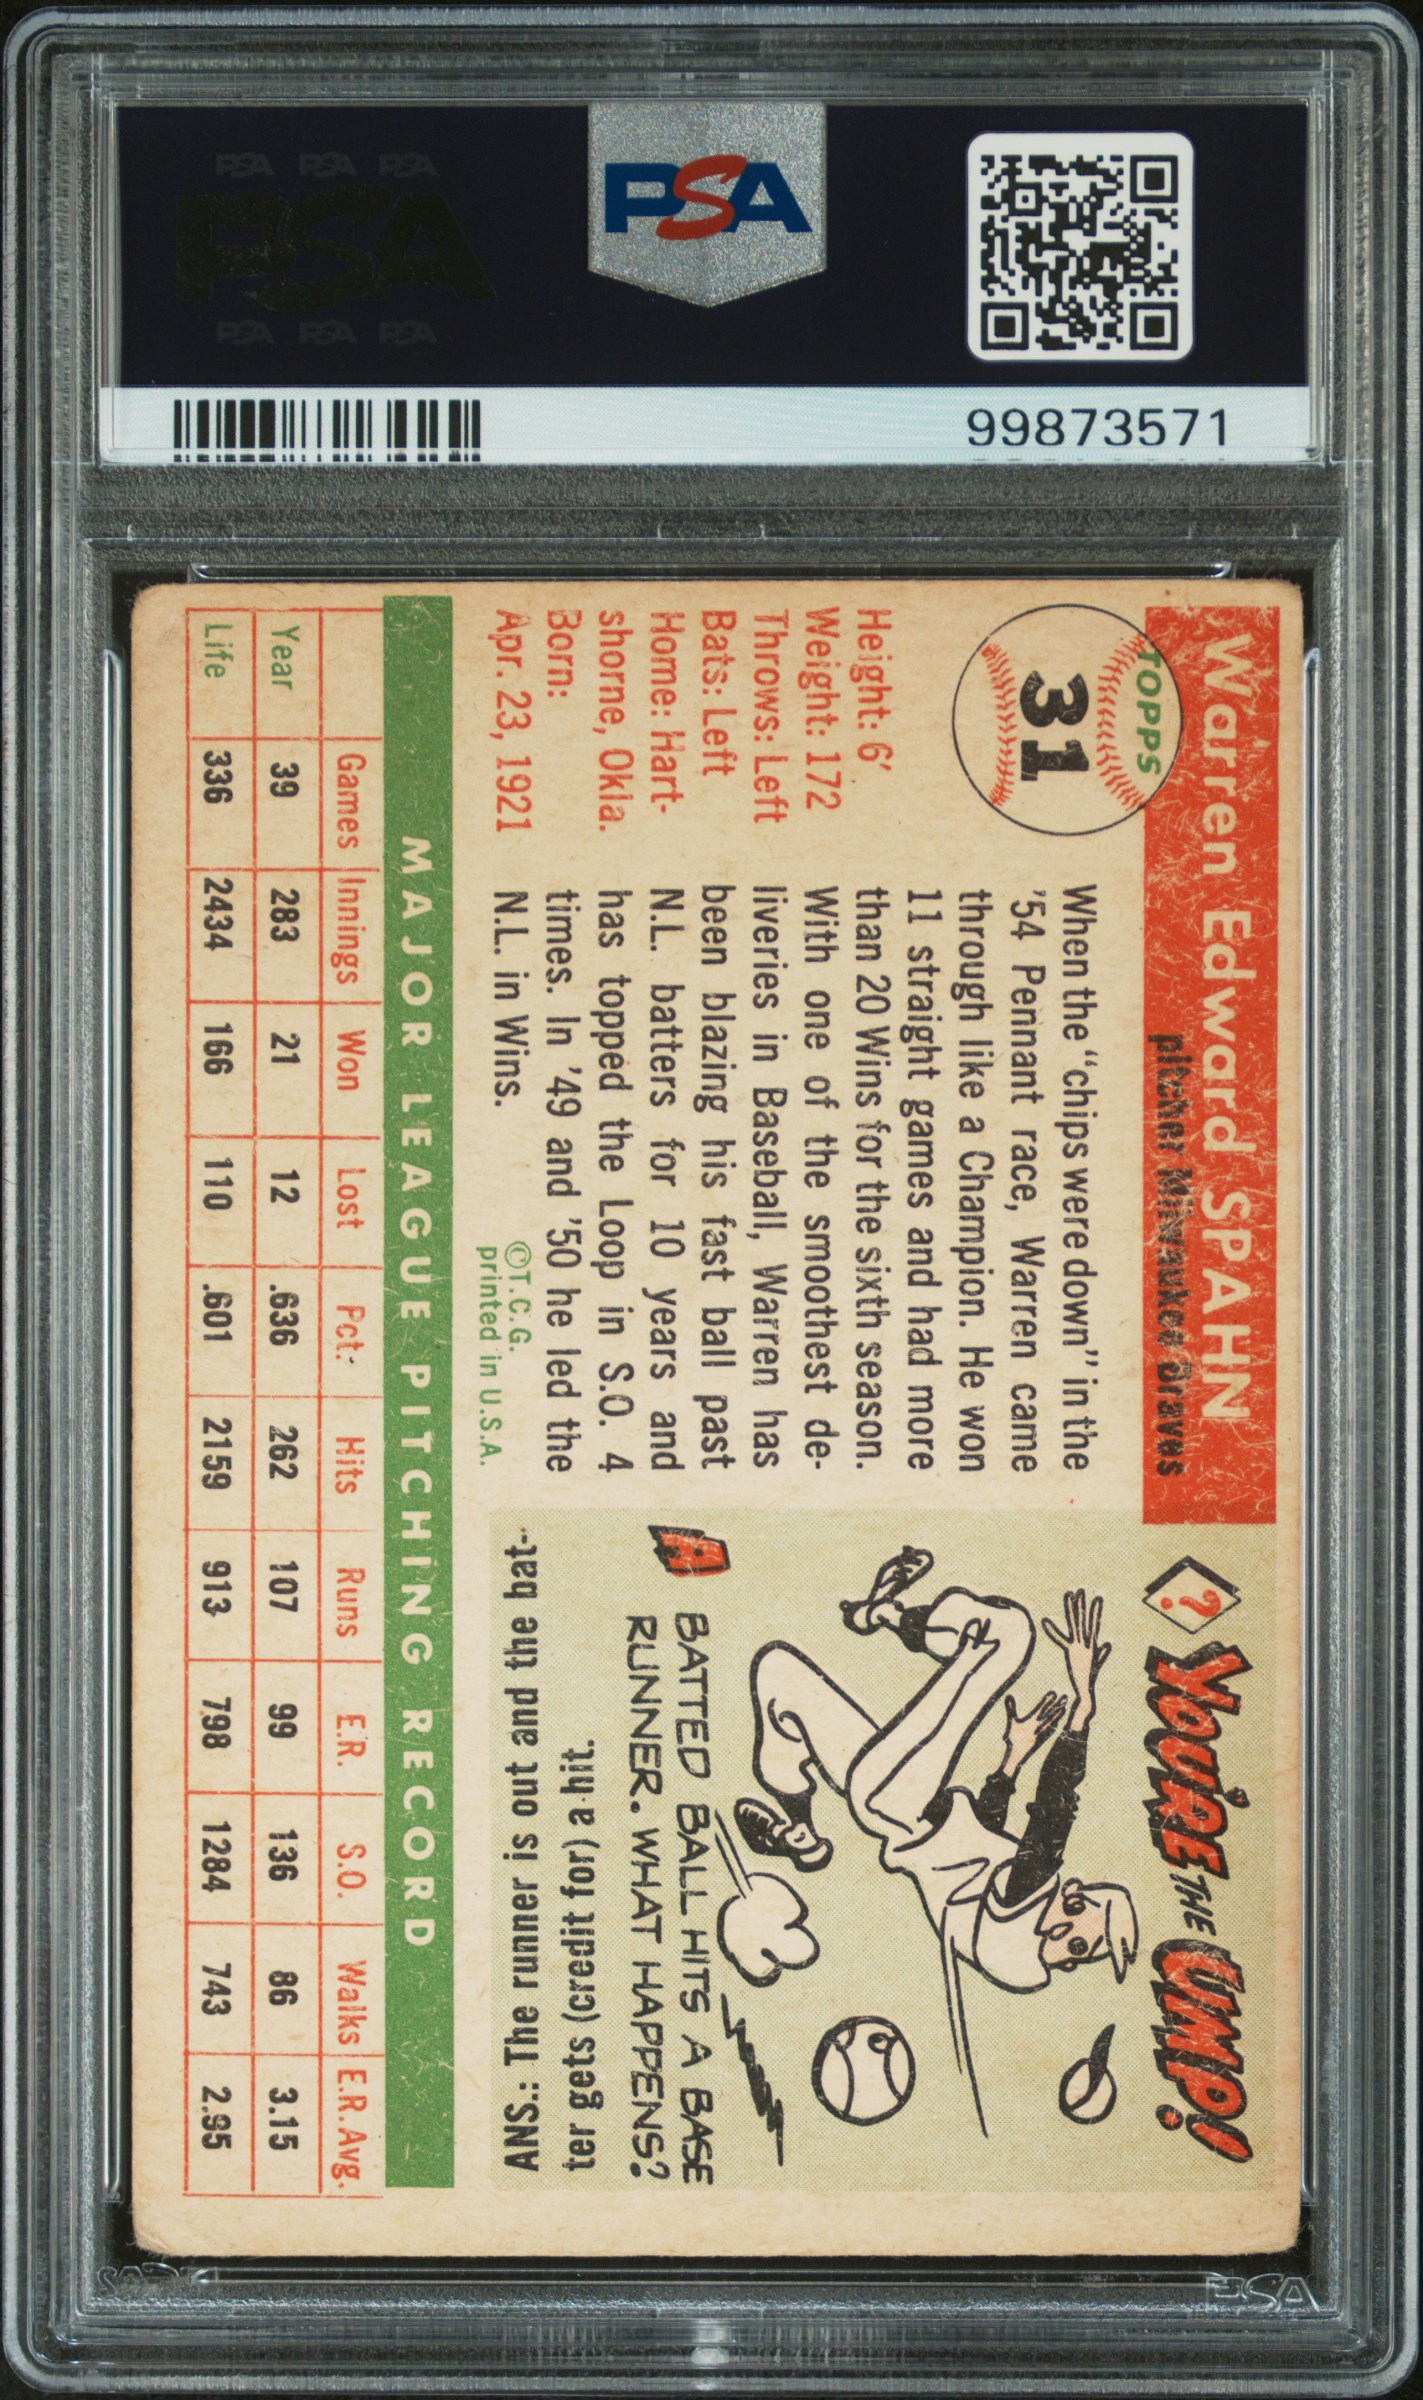 PSA PSA PSA
PSA
PSA PSA PSA
PSA
99873571
Warren Edward SPAHN
pitcher Milwaukee Braves
TOPPS
31
Height: 6'
Weight: 172
Throws: Left
Bats: Left
Home: Hart-
shorne, Okla.
Born:
Apr. 23, 1921
When the "chips were down" in the
'54 Pennant race, Warren came
through like a Champion. He won
11 straight games and had more
than 20 Wins for the sixth season.
With one of the smoothest de-
liveries in Baseball, Warren has
been blazing his fast ball past
N.L. batters for 10 years and
has topped the Loop in S.O. 4
times. In '49 and '50 he led the
N.L. in Wins.
©T.C.G.
printed in U.S.A.
? YOU'RE THE UMP!
A BATTED BALL HITS A BASE
RUNNER. WHAT HAPPENS?
ANS.: The runner is out and the bat-
ter gets (credit for) a hit.
MAJOR LEAGUE PITCHING RECORD
Games Innings Won Lost Pct. Hits Runs E.R. S.O. Walks E.R.Avg.
Year 39 283 21 12 .636 262 107 99 136 86 3.15
Life 336 2434 166 110 .601 2159 913 798 1284 743 2.95
PSA